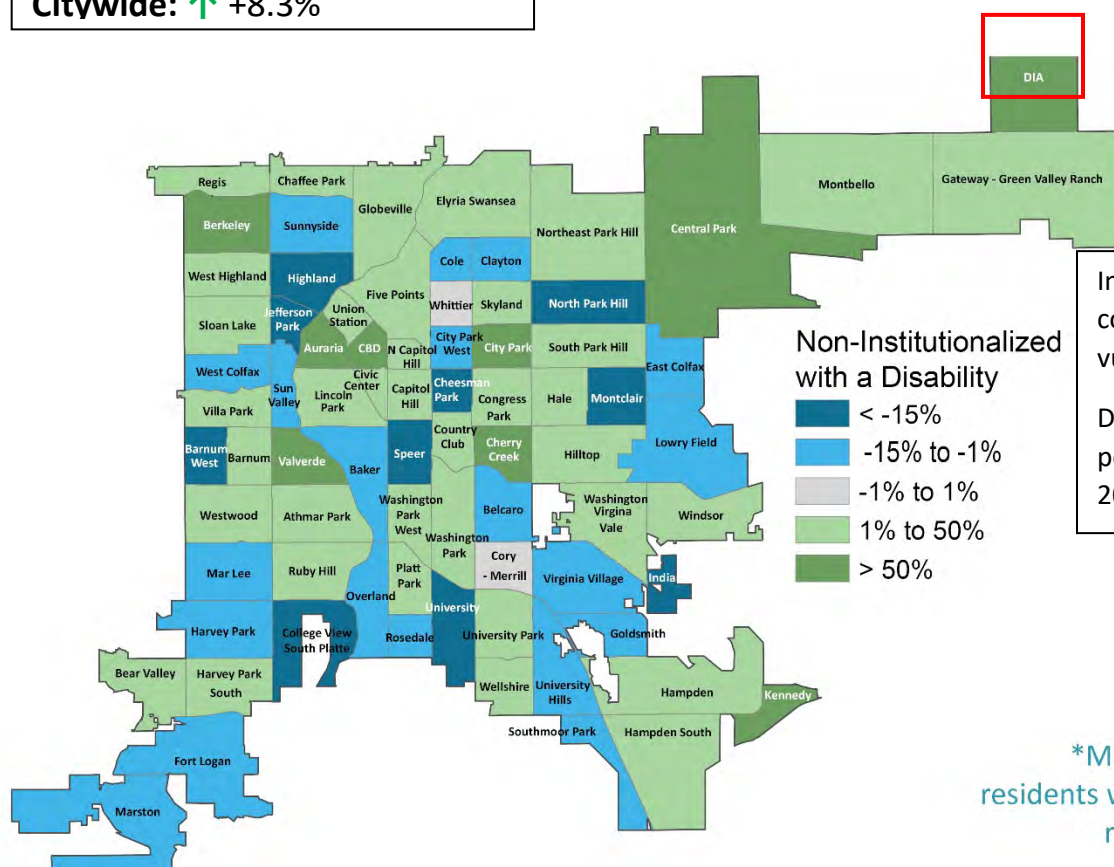 Citywide: ↑ +8.3%
DIA
Regis
Chaffee Park
Globeville
Elyria Swansea
Montbello
Gateway - Green Valley Ranch
Berkeley
Sunnyside
Northeast Park Hill
Central Park
West Highland
Highland
Cole
Clayton
Five Points
Whittier
Skyland
North Park Hill
Sloan Lake
Jefferson
Park
Union
Station
Auraria
CBD
N Capitol
Hill
City Park
West
City Park
South Park Hill
East Colfax
West Colfax
Sun
Valley
Civic
Center
Lincoln
Park
Capitol
Hill
Cheesman
Park
Congress
Park
Hale
Montclair
Villa Park
Country
Club
Lowry Field
Barnum
West
Barnum
Valverde
Baker
Speer
Cherry
Creek
Hilltop
Westwood
Athmar Park
Washington
Park
West
Washington
Park
Belcaro
Washington
Virgina
Vale
Windsor
Mar Lee
Ruby Hill
Platt
Park
Cory
- Merrill
Virginia Village
India
Overland
University
Harvey Park
College View
South Platte
Rosedale
University Park
Goldsmith
Bear Valley
Harvey Park
South
Wellshire
University
Hills
Hampden
Kennedy
Southmoor Park
Hampden South
Fort Logan
Marston
Non-Institutionalized
with a Disability
< -15%
-15% to -1%
-1% to 1%
1% to 50%
> 50%
In
co
vu
D
pe
20
*M
residents v